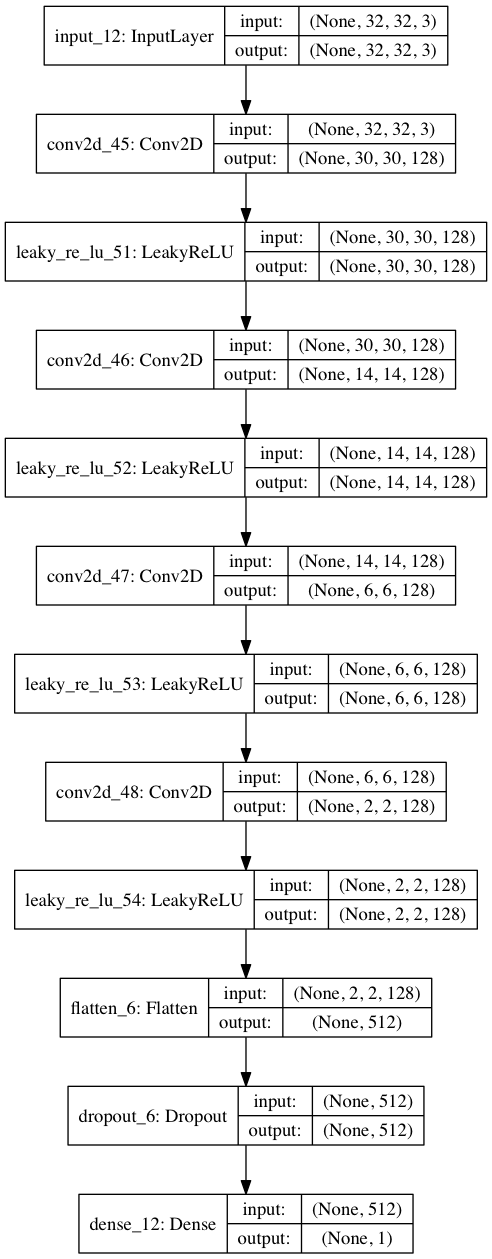 input_12: InputLayer
input: (None, 32, 32, 3)
output: (None, 32, 32, 3)
conv2d_45: Conv2D
input: (None, 32, 32, 3)
output: (None, 30, 30, 128)
leaky_re_lu_51: LeakyReLU
input: (None, 30, 30, 128)
output: (None, 30, 30, 128)
conv2d_46: Conv2D
input: (None, 30, 30, 128)
output: (None, 14, 14, 128)
leaky_re_lu_52: LeakyReLU
input: (None, 14, 14, 128)
output: (None, 14, 14, 128)
conv2d_47: Conv2D
input: (None, 14, 14, 128)
output: (None, 6, 6, 128)
leaky_re_lu_53: LeakyReLU
input: (None, 6, 6, 128)
output: (None, 6, 6, 128)
conv2d_48: Conv2D
input: (None, 6, 6, 128)
output: (None, 2, 2, 128)
leaky_re_lu_54: LeakyReLU
input: (None, 2, 2, 128)
output: (None, 2, 2, 128)
flatten_6: Flatten
input: (None, 2, 2, 128)
output: (None, 512)
dropout_6: Dropout
input: (None, 512)
output: (None, 512)
dense_12: Dense
input: (None, 512)
output: (None, 1)